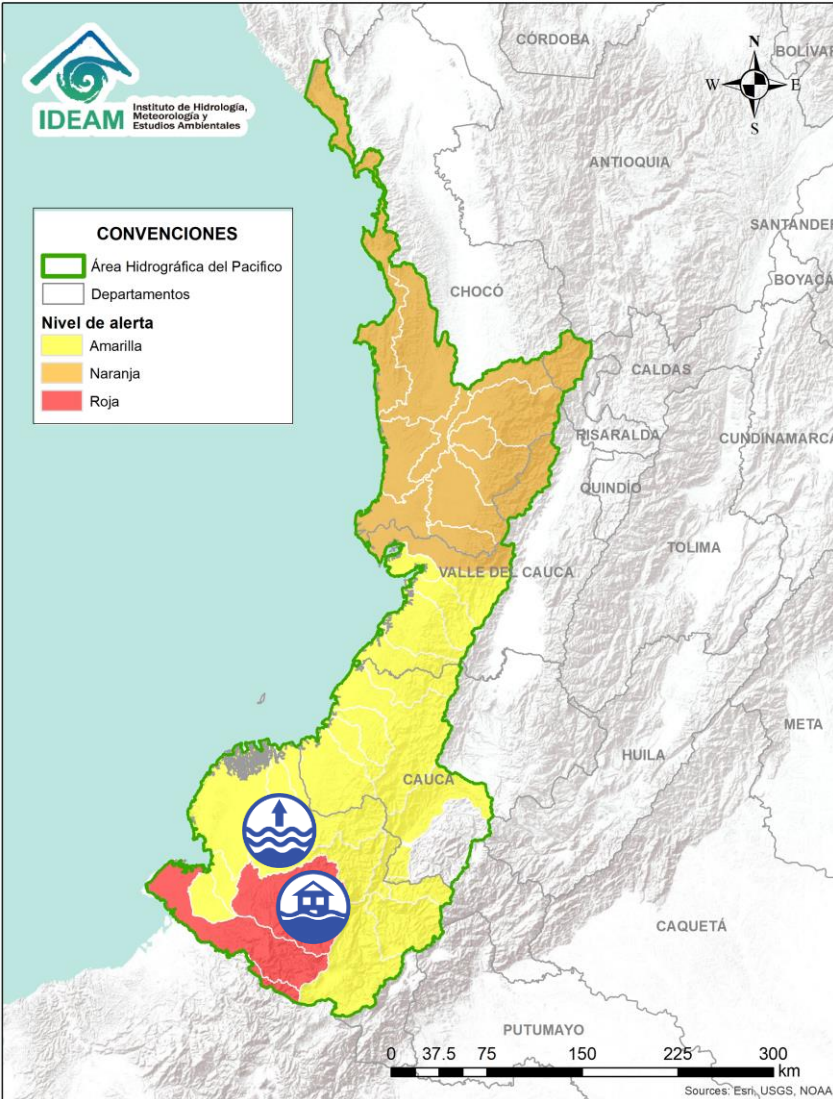 IDEAM
Instituto de Hidrología,
Meteorología y
Estudios Ambientales
CÓRDOBA
BOLÍVAR
N
W
E
S
ANTIOQUIA
SANTANDER
BOYACÁ
CONVENCIONES
Área Hidrográfica del Pacifico
Departamentos
Nivel de alerta
Amarilla
Naranja
Roja
CHOCÓ
CALDAS
RISARALDA
CUNDINAMARCA
QUINDÍO
TOLIMA
VALLE DEL CAUCA
META
HUILA
CAUCA
CAQUETÁ
PUTUMAYO
0 37.5 75 150 225 300
km
Sources: Esri, USGS, NOAA